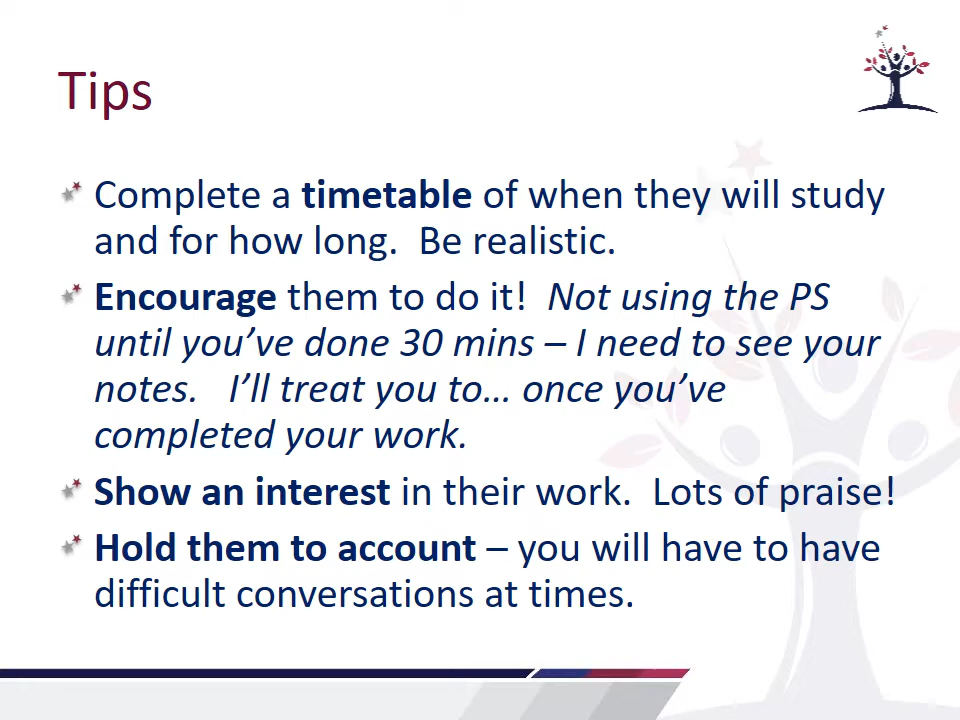 Tips
Complete a timetable of when they will study
and for how long.  Be realistic.
Encourage them to do it!  Not using the PS
until you’ve done 30 mins – I need to see your
notes.   I’ll treat you to… once you’ve
completed your work.
Show an interest in their work.  Lots of praise!
Hold them to account – you will have to have
difficult conversations at times.